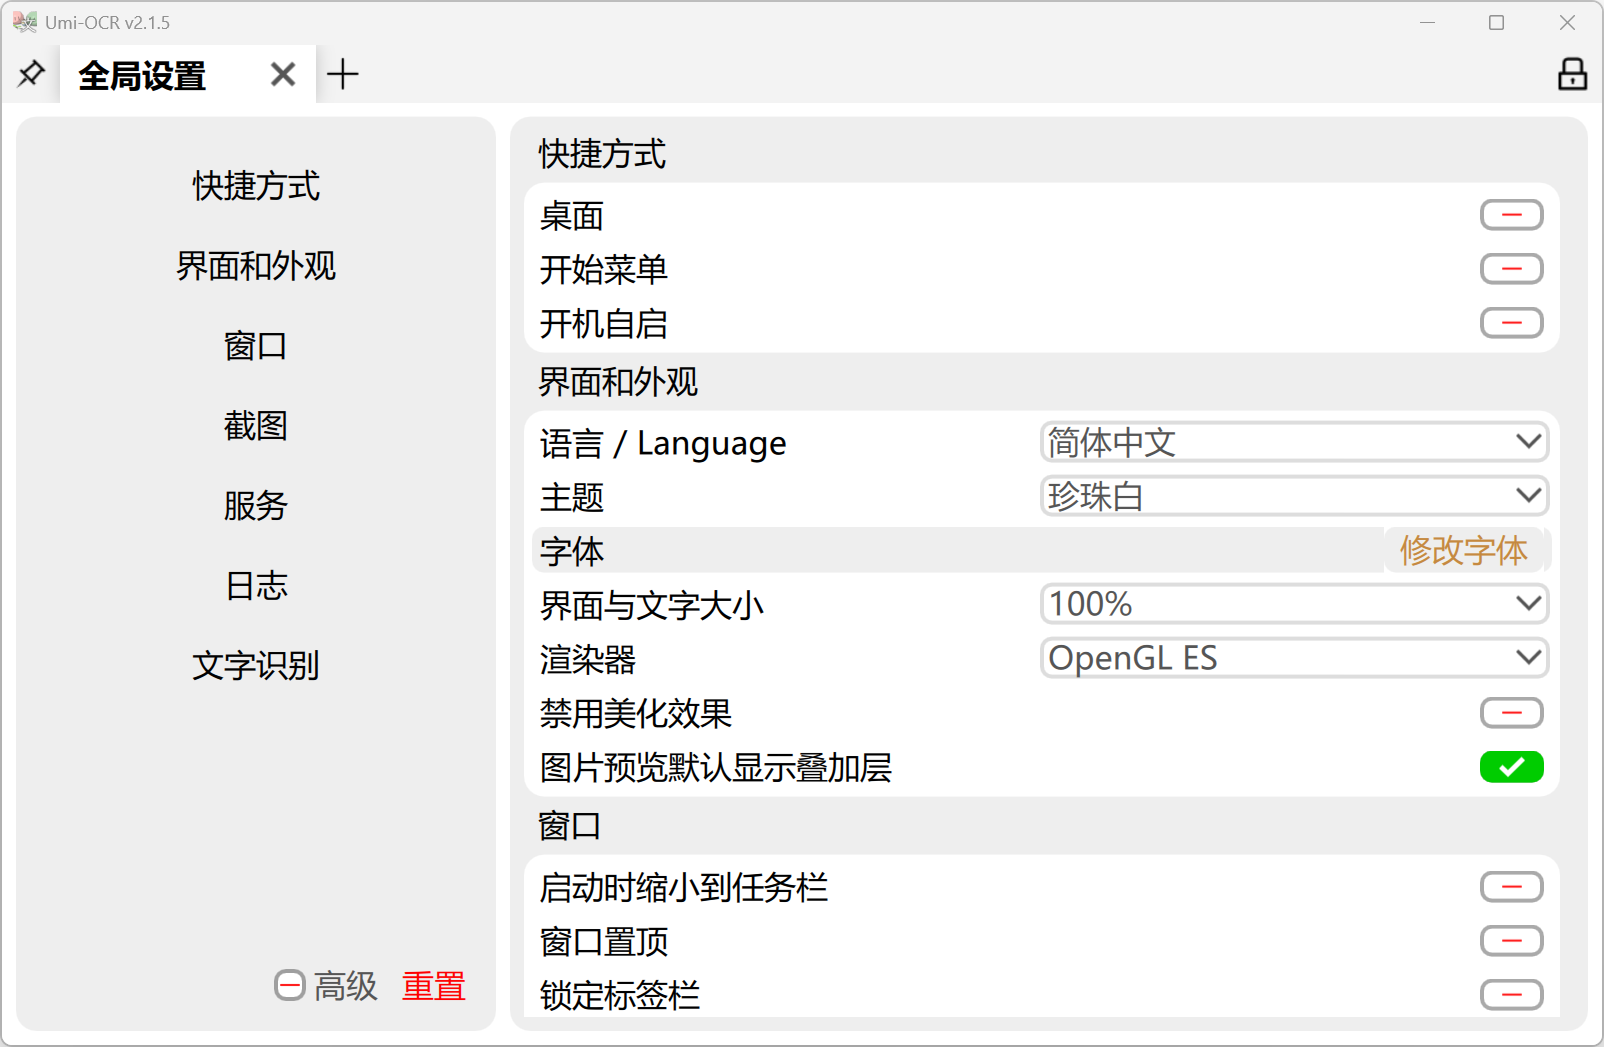 Umi-OCR v2.1.5
全局设置
快捷方式
界面和外观
窗口
截图
服务
日志
文字识别
高级 重置
快捷方式
桌面
开始菜单
开机自启
界面和外观
语言 / Language 简体中文
主题 珍珠白
字体 修改字体
界面与文字大小 100%
渲染器 OpenGL ES
禁用美化效果
图片预览默认显示叠加层
窗口
启动时缩小到任务栏
窗口置顶
锁定标签栏